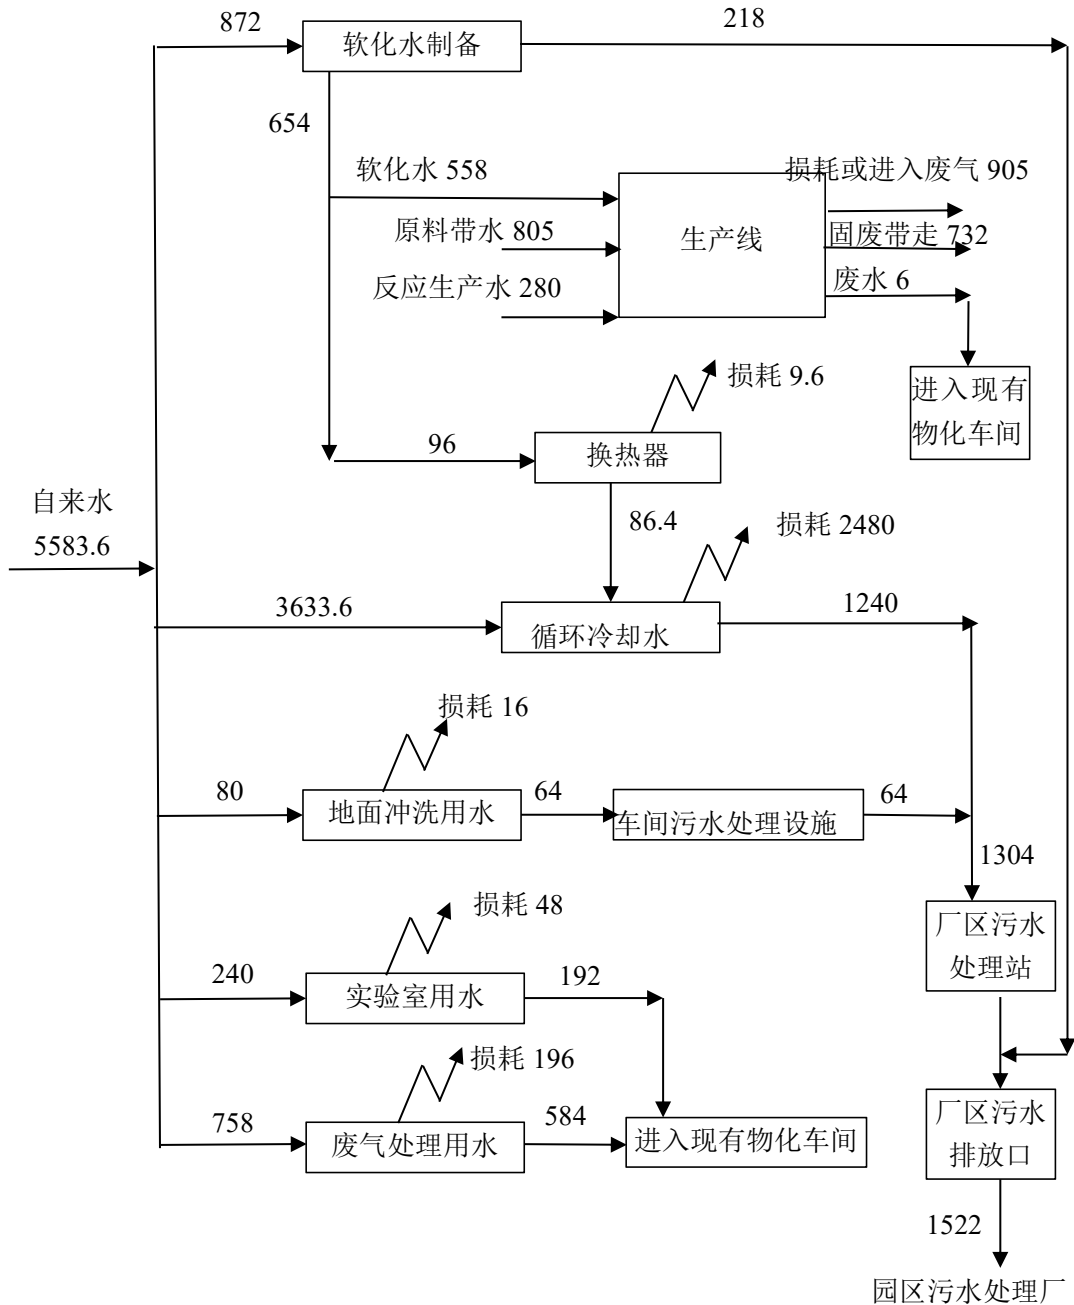 872
218
软化水制备
654
软化水 558
损耗或进入废气 905
原料带水 805
生产线
固废带走 732
反应生产水 280
废水 6
损耗 9.6
进入现有
物化车间
96
换热器
自来水
5583.6
86.4
损耗 2480
3633.6
1240
循环冷却水
损耗 16
80
地面冲洗用水
64
车间污水处理设施
64
1304
损耗 48
厂区污水
处理站
240
实验室用水
192
损耗 196
758
废气处理用水
584
进入现有物化车间
厂区污水
排放口
1522
园区污水处理厂